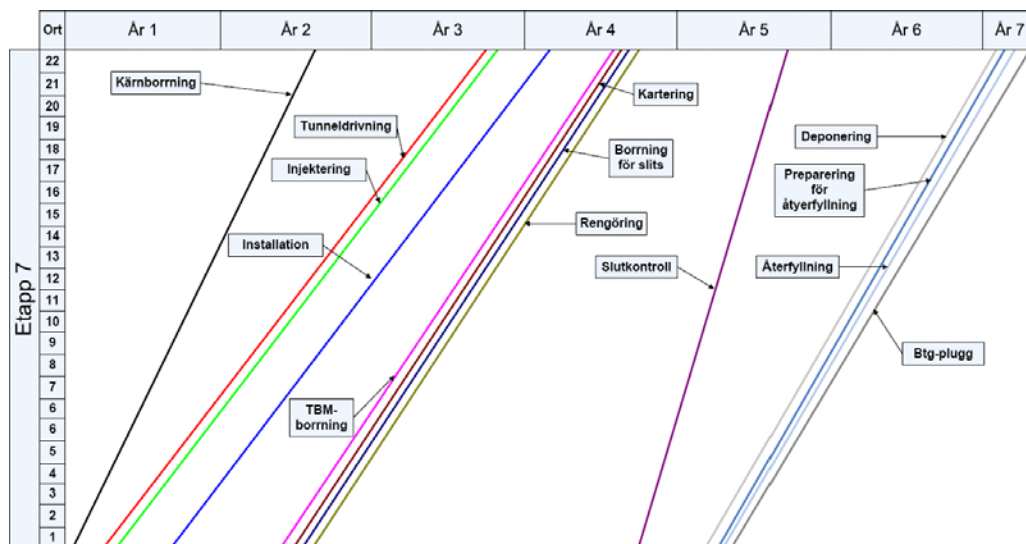 Ort
År 1
År 2
År 3
År 4
År 5
År 6
År 7
Etapp 7
22
21
20
19
18
17
16
15
14
13
12
11
10
9
8
7
6
6
5
4
3
2
1
Kärnborrning
Tunneldrivning
Injektering
Installation
TBM-
borrning
Kartering
Borrning
för slits
Rengöring
Slutkontroll
Deponering
Preparering
för
åtyerfyllning
Återfyllning
Btg-plugg